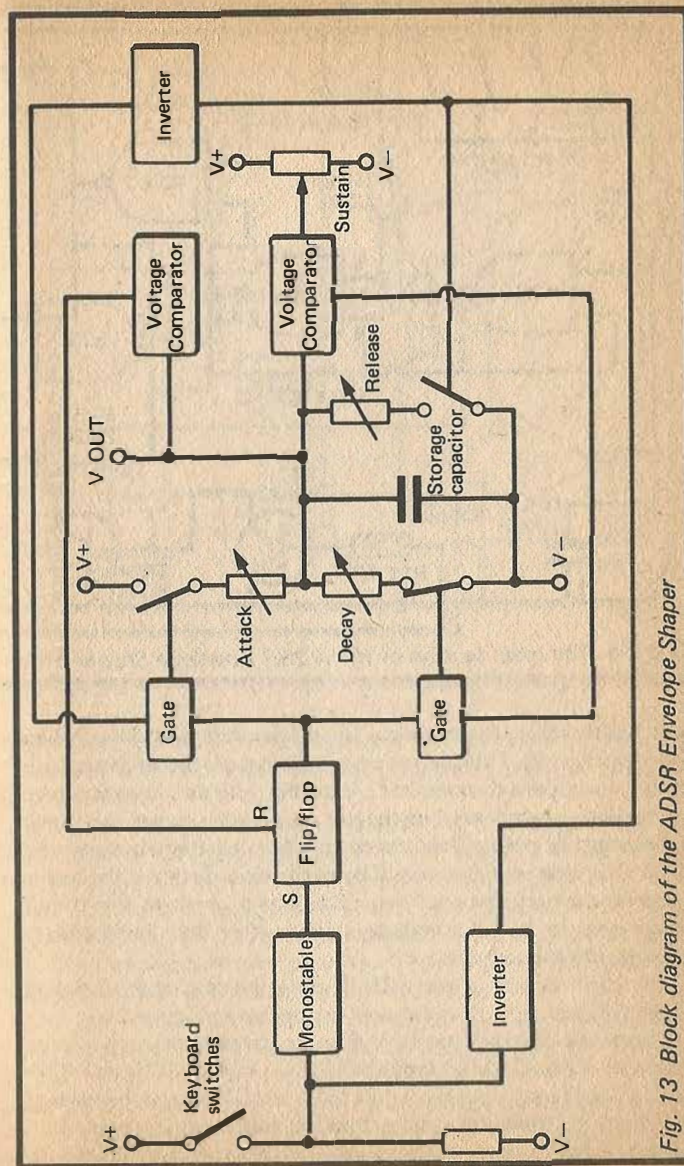 V+
Keyboard
switches
V−
Monostable
Inverter
S
R
Flip/flop
Gate
Gate
V+
Attack
Decay
V−
V OUT
Storage
capacitor
Release
Voltage
Comparator
Voltage
Comparator
V+
Sustain
V−
Inverter
Fig. 13 Block diagram of the ADSR Envelope Shaper